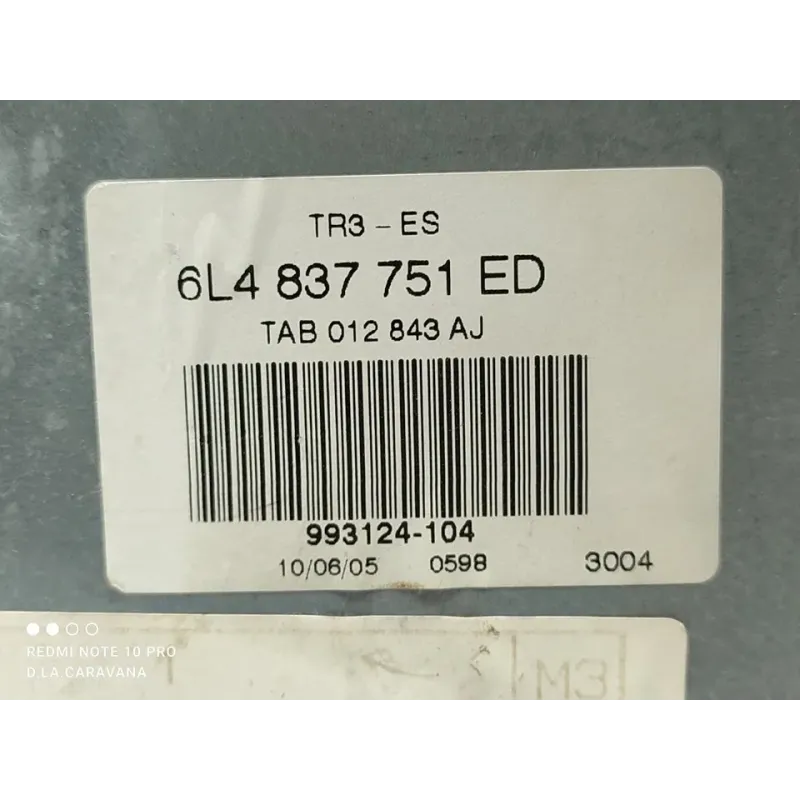 TR3 - ES
6L4 837 751 ED
TAB 012 843 AJ
993124-104
10/06/05 0598 3004
M3
REDMI NOTE 10 PRO
D.LA CARAVANA